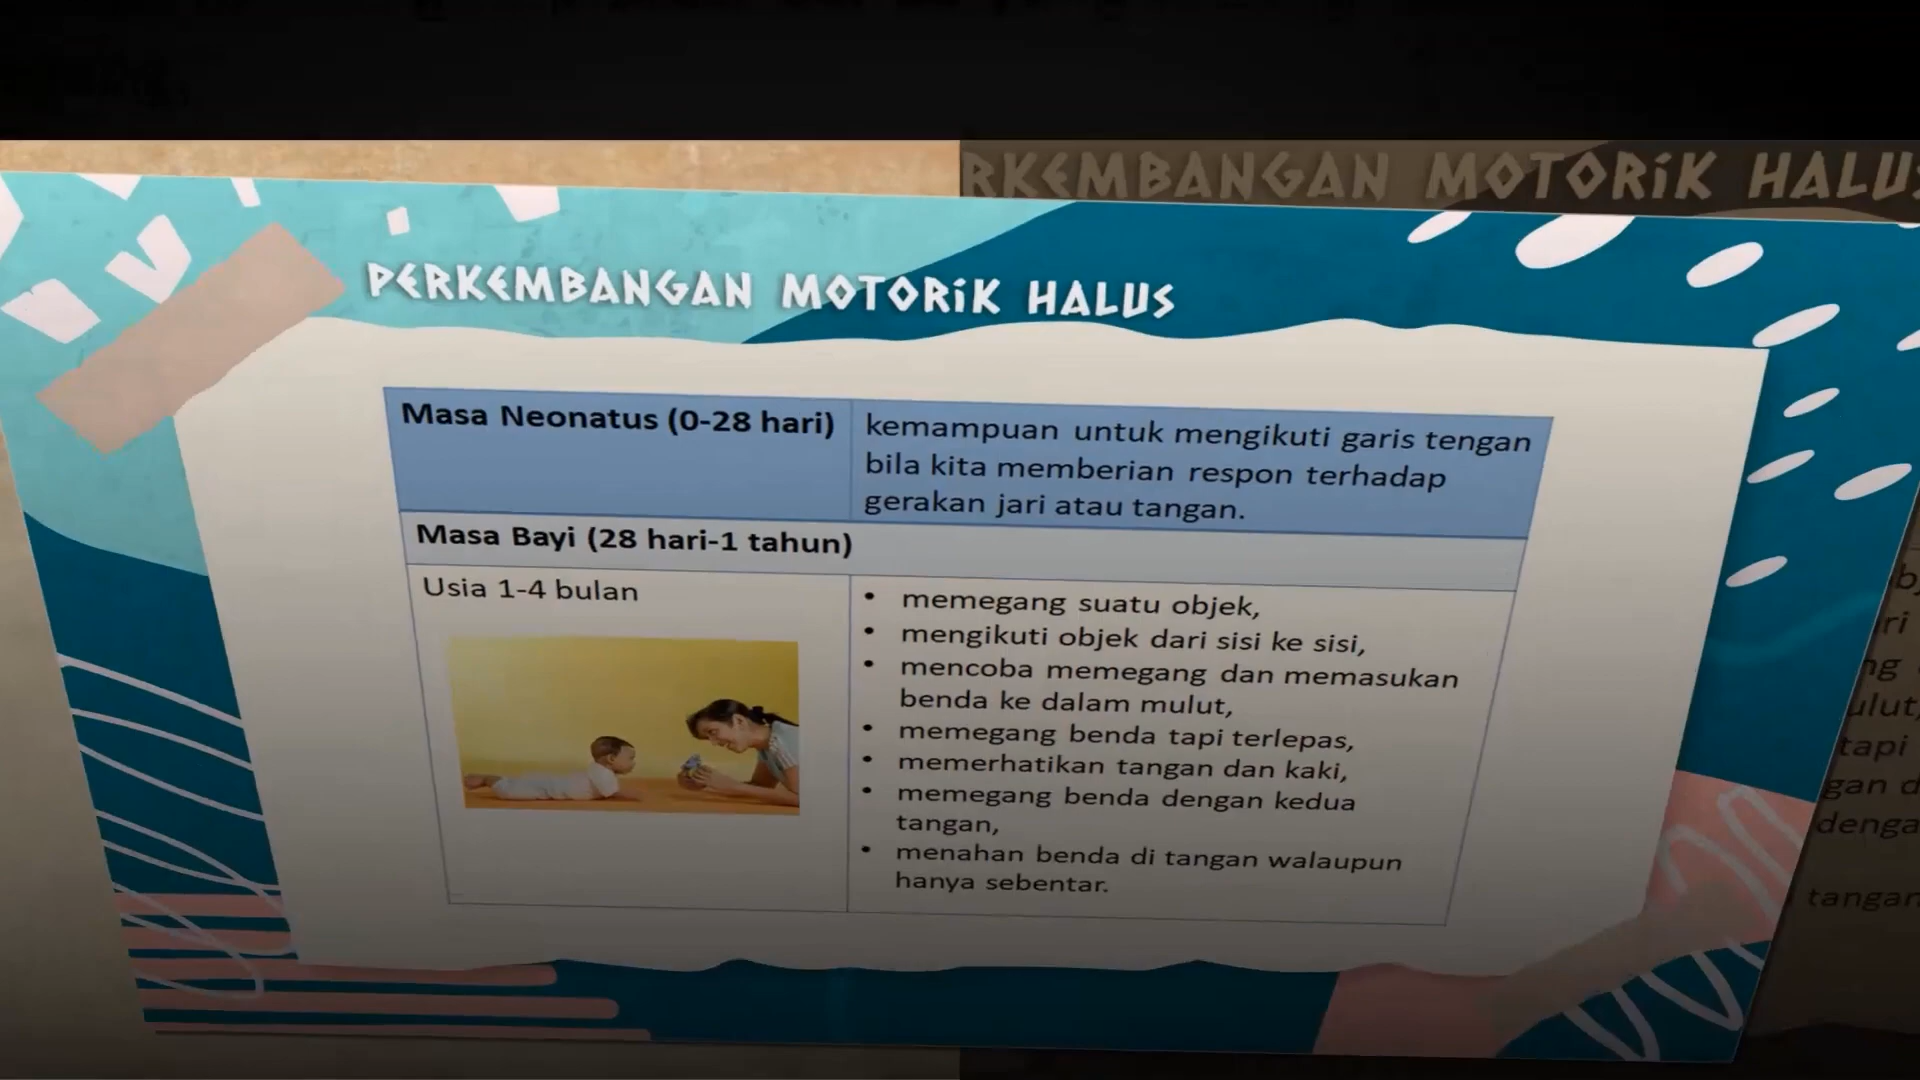 RKEMBANGAN MOTORiK HALUS
PERKEMBANGAN MOTORiK HALUS
Masa Neonatus (0-28 hari)
kemampuan untuk mengikuti garis tengan
bila kita memberian respon terhadap
gerakan jari atau tangan.
Masa Bayi (28 hari-1 tahun)
Usia 1-4 bulan
• memegang suatu objek,
• mengikuti objek dari sisi ke sisi,
• mencoba memegang dan memasukan
benda ke dalam mulut,
• memegang benda tapi terlepas,
• memerhatikan tangan dan kaki,
• memegang benda dengan kedua
tangan,
• menahan benda di tangan walaupun
hanya sebentar.
tapi
tangan